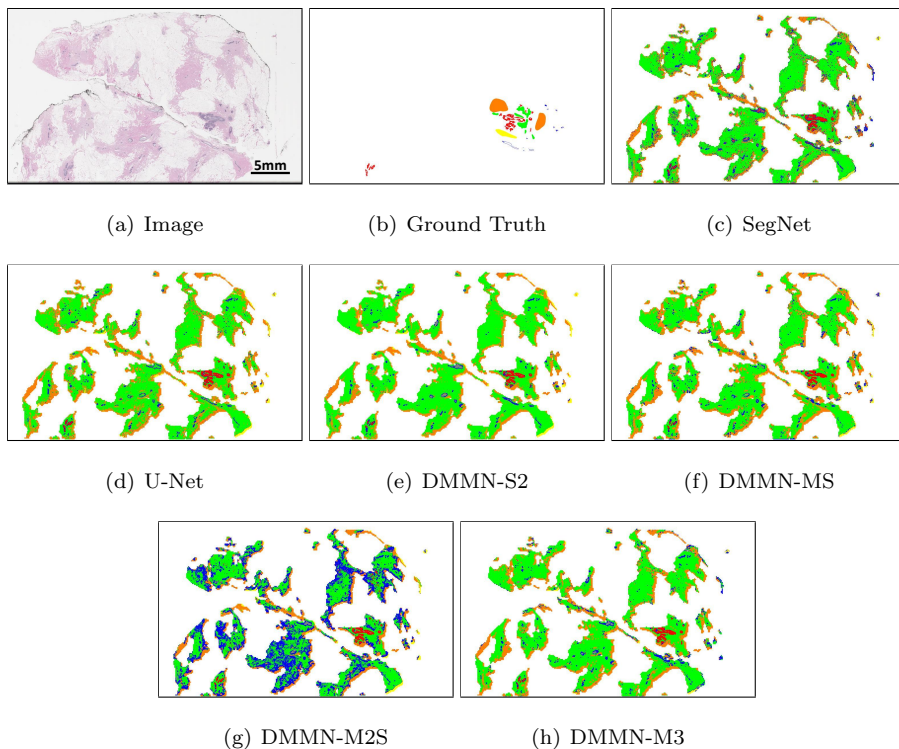 5mm
(a) Image
(b) Ground Truth
(c) SegNet
(d) U-Net
(e) DMMN-S2
(f) DMMN-MS
(g) DMMN-M2S
(h) DMMN-M3